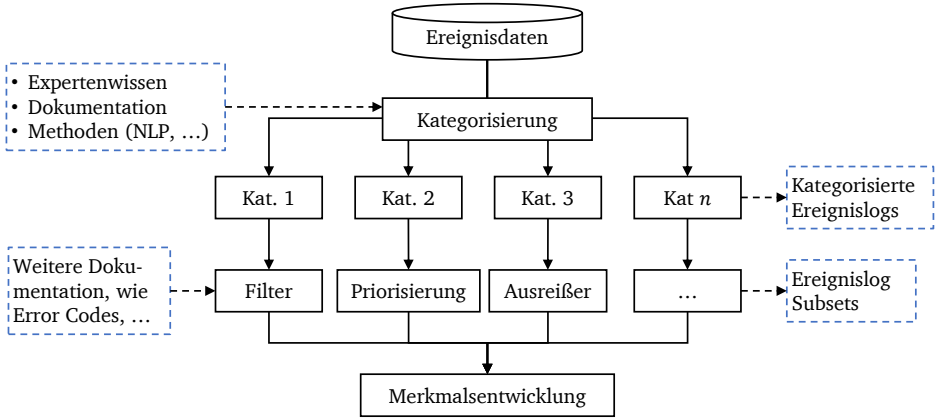 Ereignisdaten
• Expertenwissen
• Dokumentation
• Methoden (NLP, …)
Kategorisierung
Kat. 1
Kat. 2
Kat. 3
Kat n
Kategorisierte
Ereignislogs
Weitere Doku-
mentation, wie
Error Codes, …
Filter
Priorisierung
Ausreißer
…
Ereignislog
Subsets
Merkmalsentwicklung